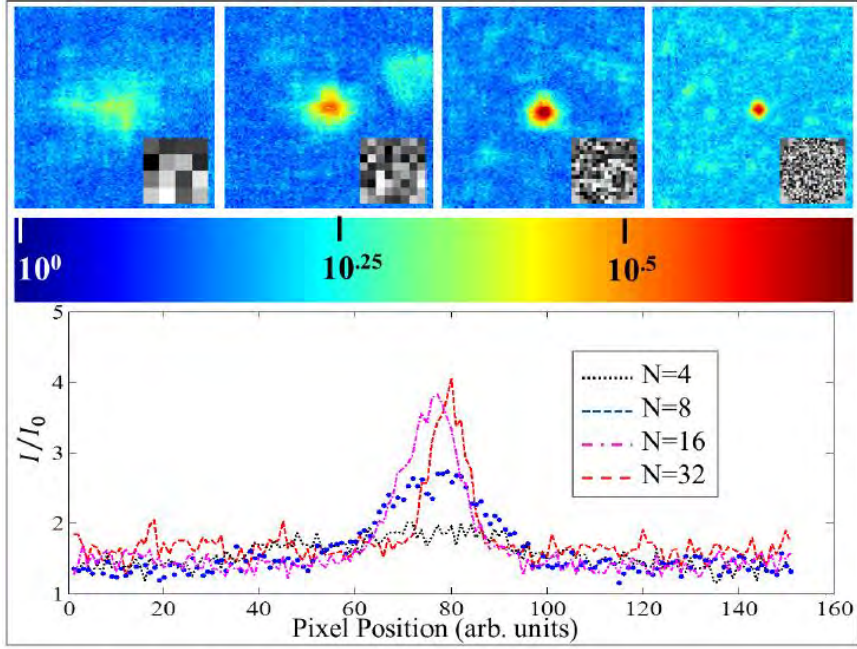 10⁰ 10^.25 10^.5
5
4
3
2
1
I/I₀
N=4
N=8
N=16
N=32
0 20 40 60 80 100 120 140 160
Pixel Position (arb. units)